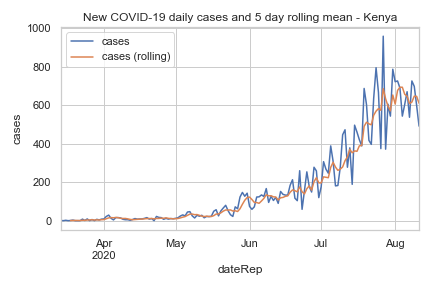 New COVID-19 daily cases and 5 day rolling mean - Kenya
cases
cases (rolling)
1000
800
600
400
200
0
cases
Apr
2020
May
Jun
Jul
Aug
dateRep